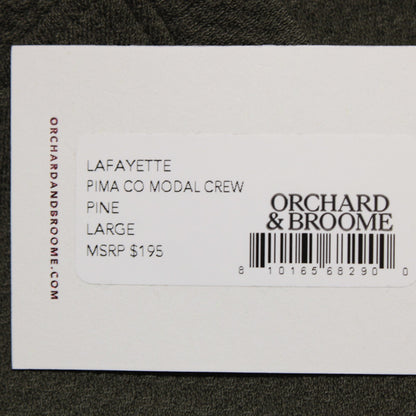 ORCHARDANDBROOME.COM
LAFAYETTE
PIMA CO MODAL CREW
PINE
LARGE
MSRP $195
ORCHARD
& BROOME
8 10165 68290 0